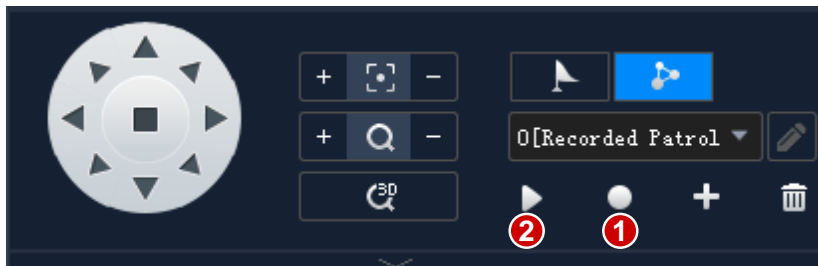 + −
+ −
0[Recorded Patrol
3D
2 1